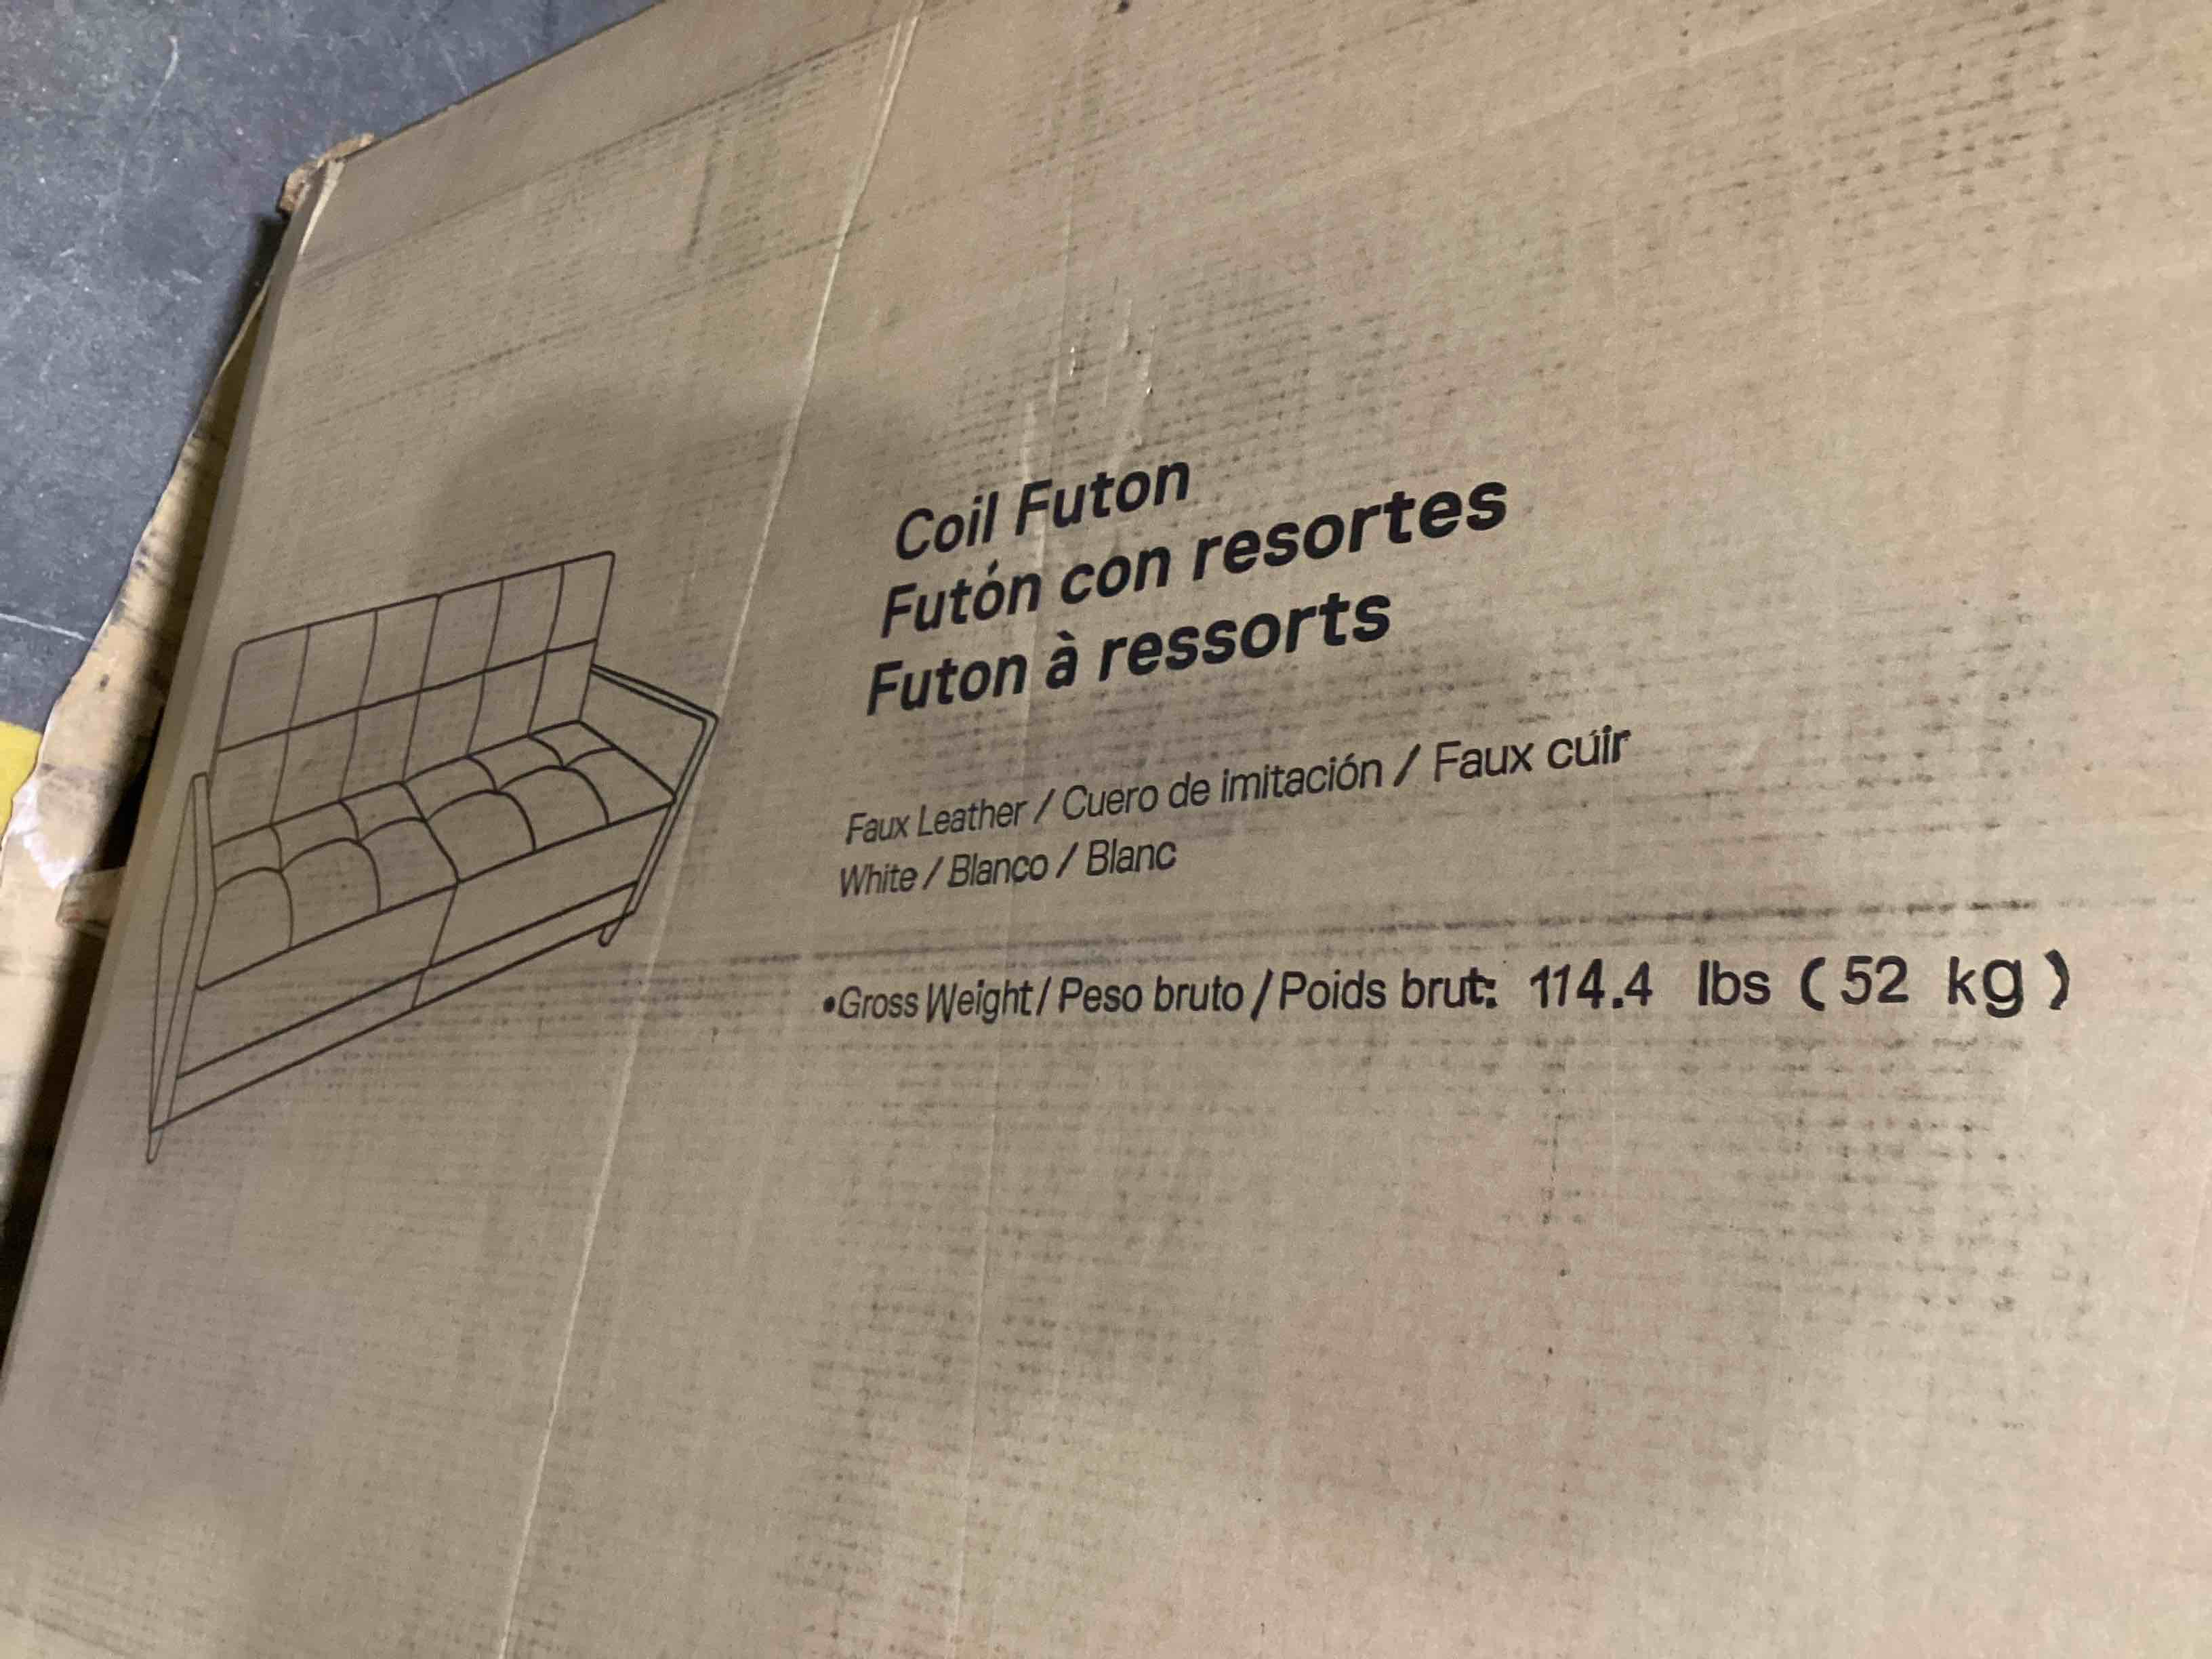 Coil Futon
Futón con resortes
Futon à ressorts
Faux Leather / Cuero de imitación / Faux cúir
White / Blanco / Blanc
•Gross Weight / Peso bruto / Poids brut: 114.4 lbs ( 52 kg )